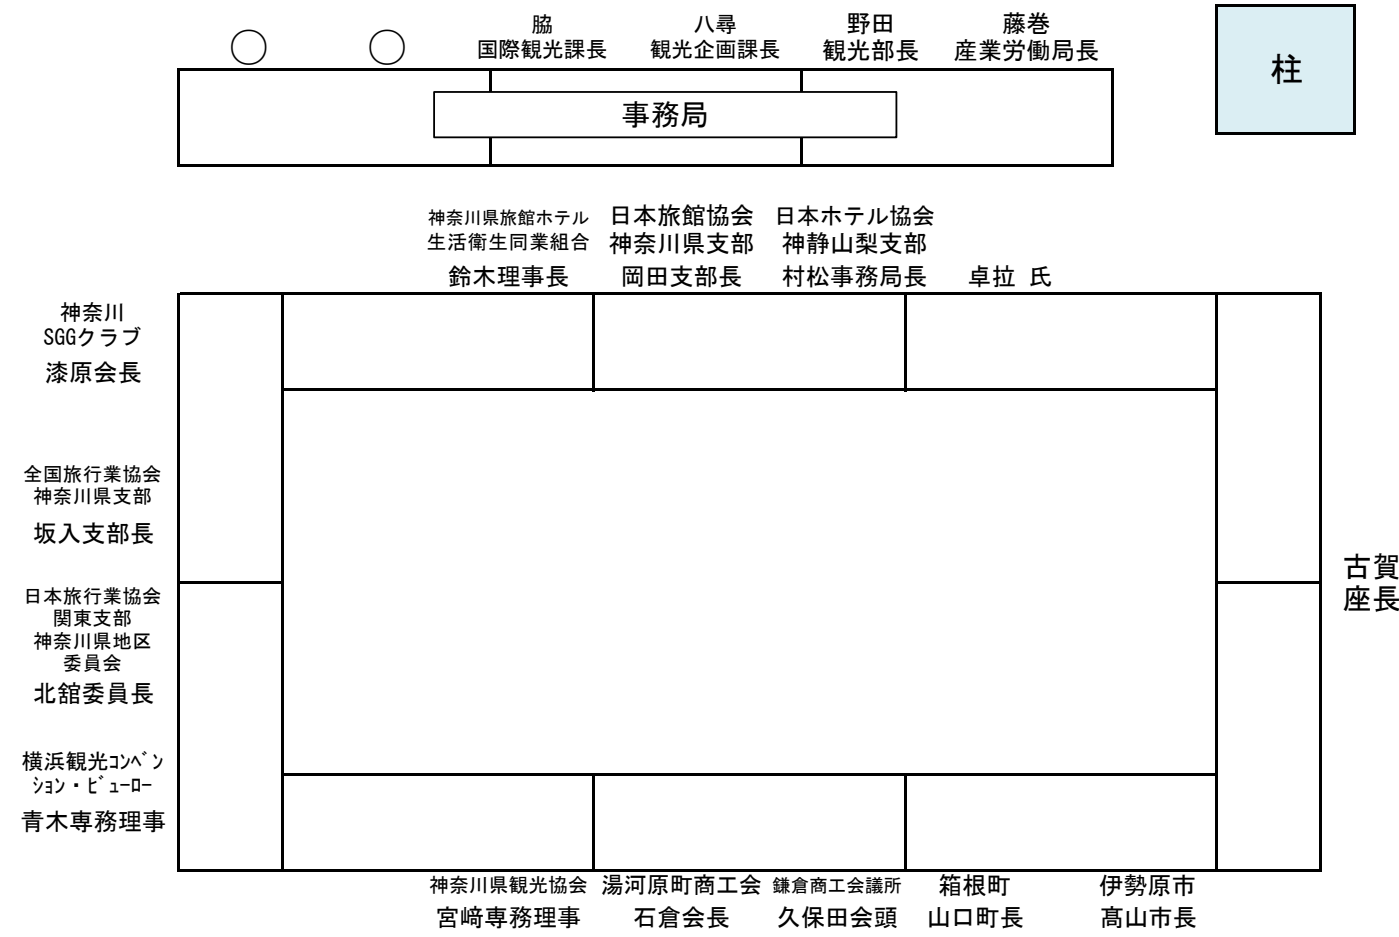 ◯ ◯
脇
国際観光課長
八尋
観光企画課長
野田
観光部長
藤巻
産業労働局長
柱
事務局
神奈川県旅館ホテル
生活衛生同業組合
鈴木理事長
日本旅館協会
神奈川県支部
岡田支部長
日本ホテル協会
神静山梨支部
村松事務局長
卓拉 氏
神奈川
SGGクラブ
漆原会長
全国旅行業協会
神奈川県支部
坂入支部長
日本旅行業協会
関東支部
神奈川県地区
委員会
北舘委員長
横浜観光ｺﾝﾍﾞﾝ
ｼｮﾝ・ﾋﾞｭｰﾛｰ
青木専務理事
古賀
座長
神奈川県観光協会
宮﨑専務理事
湯河原町商工会
石倉会長
鎌倉商工会議所
久保田会頭
箱根町
山口町長
伊勢原市
髙山市長